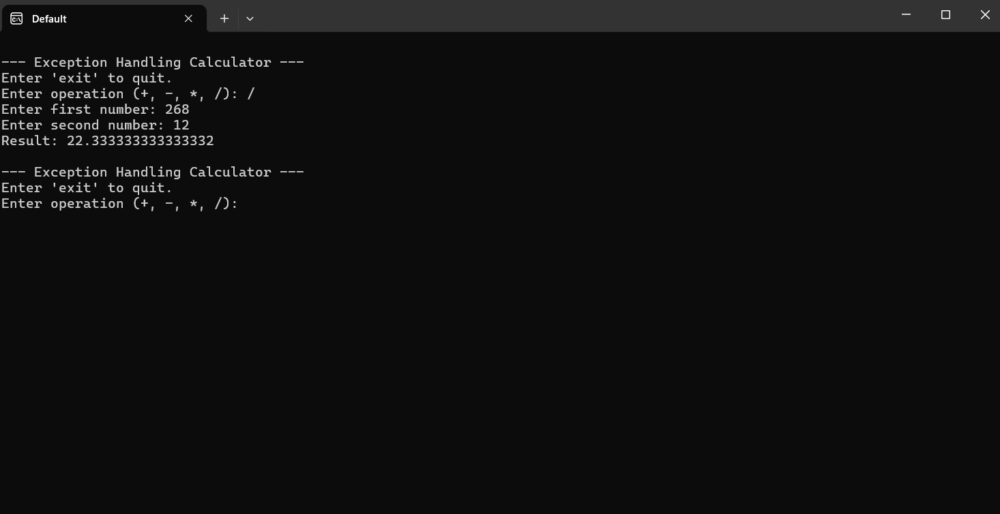 Default
--- Exception Handling Calculator ---
Enter 'exit' to quit.
Enter operation (+, -, *, /): /
Enter first number: 268
Enter second number: 12
Result: 22.333333333333332
--- Exception Handling Calculator ---
Enter 'exit' to quit.
Enter operation (+, -, *, /):